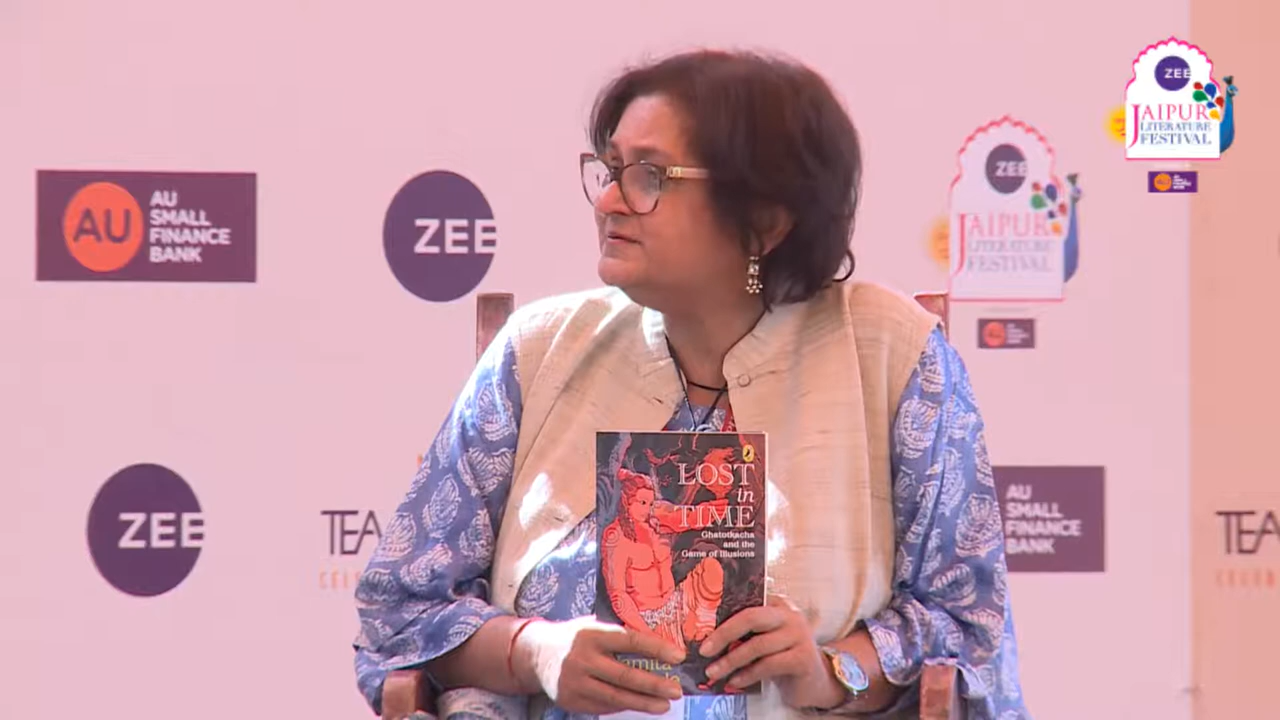 ZEE
JAIPUR
LITERATURE
FESTIVAL
AU
AU
SMALL
FINANCE
BANK
ZEE
ZEE
JAIPUR
LITERATURE
FESTIVAL
LOST
in
TIME
Ghatotkacha
and the
Game of Illusions
ZEE
TEA
AU
SMALL
FINANCE
BANK
TEA